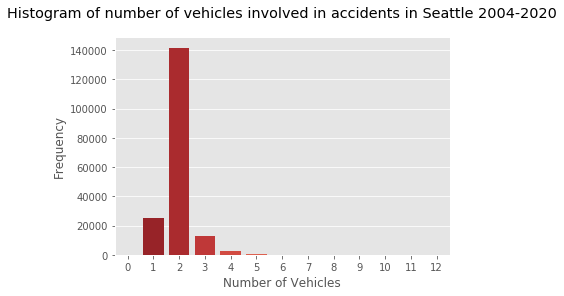 Histogram of number of vehicles involved in accidents in Seattle 2004-2020
140000
120000
100000
80000
60000
40000
20000
0
Frequency
0 1 2 3 4 5 6 7 8 9 10 11 12
Number of Vehicles